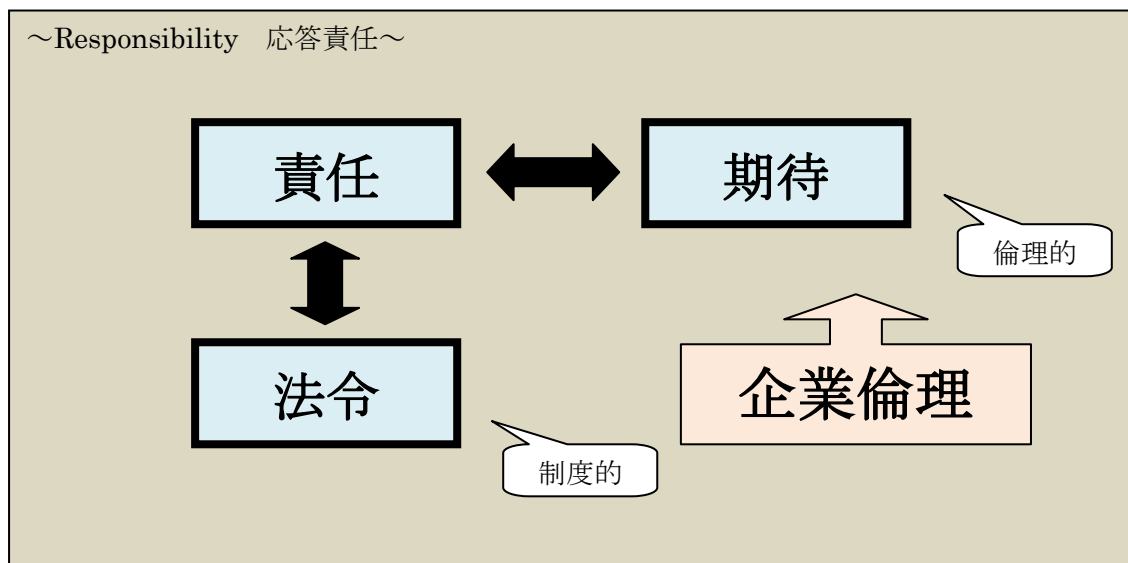 ～Responsibility　応答責任～
責任
期待
倫理的
法令
企業倫理
制度的